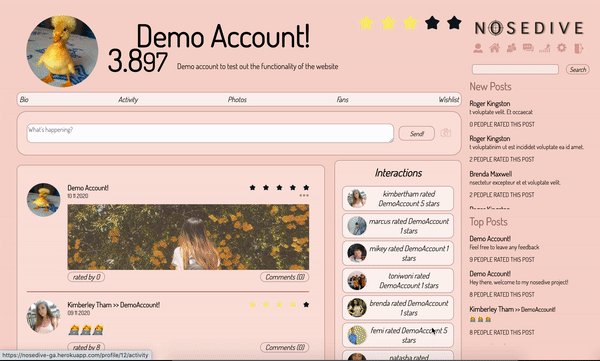 Demo Account!
3.897
Demo account to test out the functionality of the website
NOSEDIVE
Search
Bio
Activity
Photos
Fans
Wishlist
What's happening?
Send!
Demo Account!
10 11 2020
rated by 0
Comments (0)
Kimberley Tham >> DemoAccount!
09 11 2020
rated by 8
Comments (0)
Interactions
kimbertham rated
DemoAccount 5 stars
marcus rated DemoAccount
1 stars
mikey rated DemoAccount 1
stars
toniwoni rated
DemoAccount 1 stars
brenda rated DemoAccount
1 stars
femi rated DemoAccount 5
stars
natasha rated
New Posts
Roger Kingston
t voluptate velit. Et occaecat
0 PEOPLE RATED THIS POST
Roger Kingston
t voluptatinim ut est incididet voluptate ea id amet.
2 PEOPLE RATED THIS POST
Brenda Maxwell
nsectetur excepteur et et voluptate velit.
2 PEOPLE RATED THIS POST
Roger Kingston
Top Posts
Demo Account!
Feel free to leave any feedback
9 PEOPLE RATED THIS POST
Demo Account!
Hey there, welcome to my nosedive project!
8 PEOPLE RATED THIS POST
Kimberley Tham >> DemoAccount!
8 PEOPLE RATED THIS POST
https://nosedive-ga.herokuapp.com/profile/12/activity